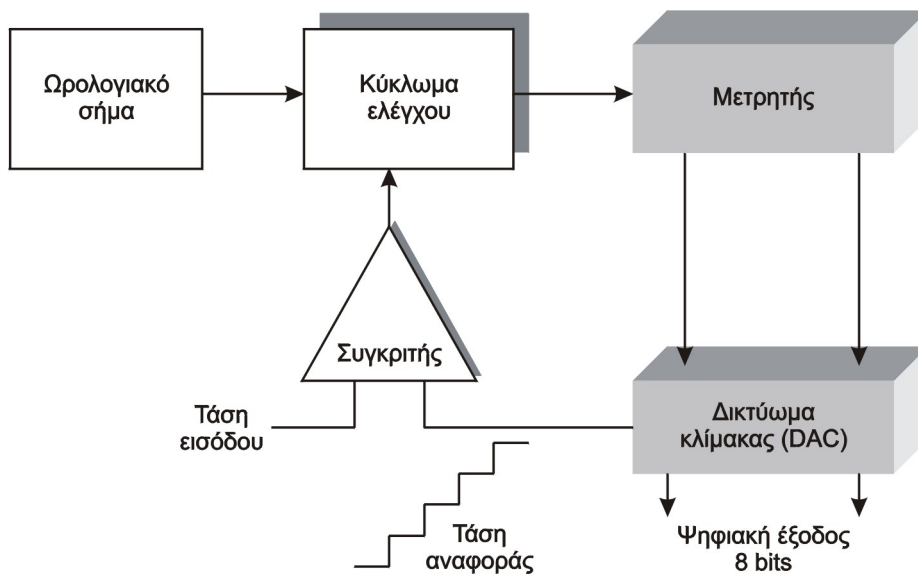 Ωρολογιακό
σήμα
Κύκλωμα
ελέγχου
Μετρητής
Συγκριτής
Τάση
εισόδου
Δικτύωμα
κλίμακας (DAC)
Τάση
αναφοράς
Ψηφιακή έξοδος
8 bits